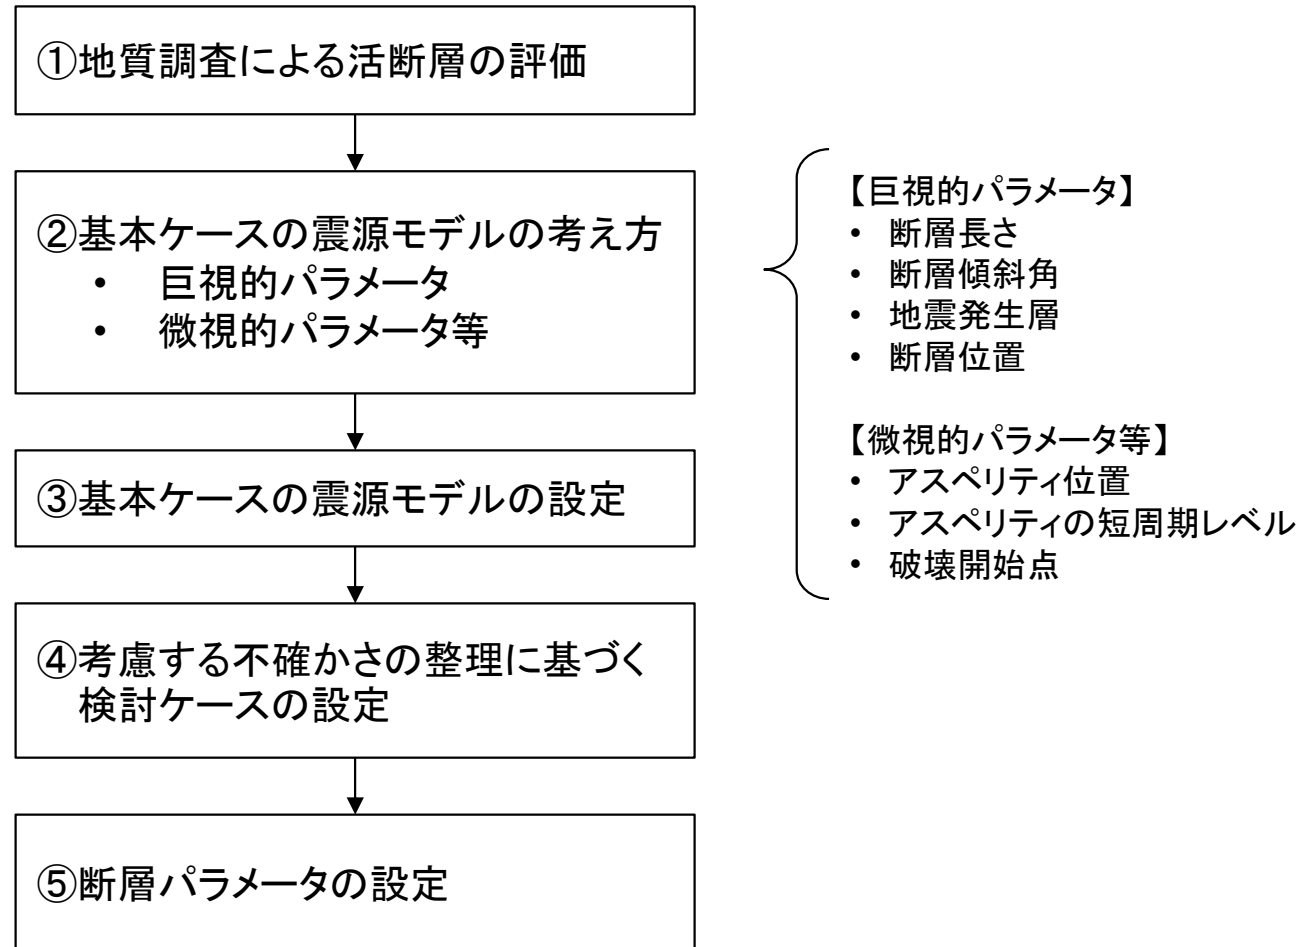 ①地質調査による活断層の評価
②基本ケースの震源モデルの考え方
• 巨視的パラメータ
• 微視的パラメータ等
③基本ケースの震源モデルの設定
④考慮する不確かさの整理に基づく
検討ケースの設定
⑤断層パラメータの設定
【巨視的パラメータ】
• 断層長さ
• 断層傾斜角
• 地震発生層
• 断層位置
【微視的パラメータ等】
• アスペリティ位置
• アスペリティの短周期レベル
• 破壊開始点